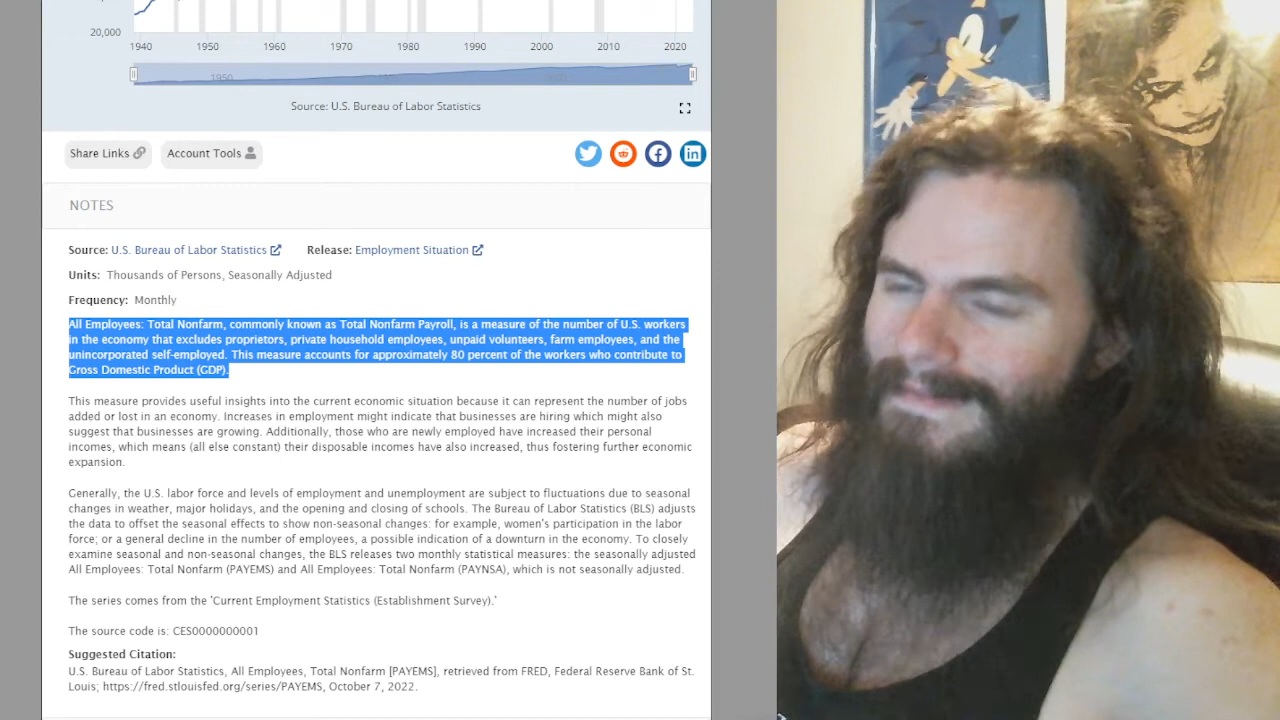 20,000
1940 1950 1960 1970 1980 1990 2000 2010 2020
1950
Source: U.S. Bureau of Labor Statistics
Share Links Account Tools
NOTES
Source: U.S. Bureau of Labor Statistics Release: Employment Situation
Units: Thousands of Persons, Seasonally Adjusted
Frequency: Monthly
All Employees: Total Nonfarm, commonly known as Total Nonfarm Payroll, is a measure of the number of U.S. workers
in the economy that excludes proprietors, private household employees, unpaid volunteers, farm employees, and the
unincorporated self-employed. This measure accounts for approximately 80 percent of the workers who contribute to
Gross Domestic Product (GDP).
This measure provides useful insights into the current economic situation because it can represent the number of jobs
added or lost in an economy. Increases in employment might indicate that businesses are hiring which might also
suggest that businesses are growing. Additionally, those who are newly employed have increased their personal
incomes, which means (all else constant) their disposable incomes have also increased, thus fostering further economic
expansion.
Generally, the U.S. labor force and levels of employment and unemployment are subject to fluctuations due to seasonal
changes in weather, major holidays, and the opening and closing of schools. The Bureau of Labor Statistics (BLS) adjusts
the data to offset the seasonal effects to show non-seasonal changes: for example, women's participation in the labor
force; or a general decline in the number of employees, a possible indication of a downturn in the economy. To closely
examine seasonal and non-seasonal changes, the BLS releases two monthly statistical measures: the seasonally adjusted
All Employees: Total Nonfarm (PAYEMS) and All Employees: Total Nonfarm (PAYNSA), which is not seasonally adjusted.
The series comes from the 'Current Employment Statistics (Establishment Survey).'
The source code is: CES0000000001
Suggested Citation:
U.S. Bureau of Labor Statistics, All Employees, Total Nonfarm [PAYEMS], retrieved from FRED, Federal Reserve Bank of St.
Louis; https://fred.stlouisfed.org/series/PAYEMS, October 7, 2022.